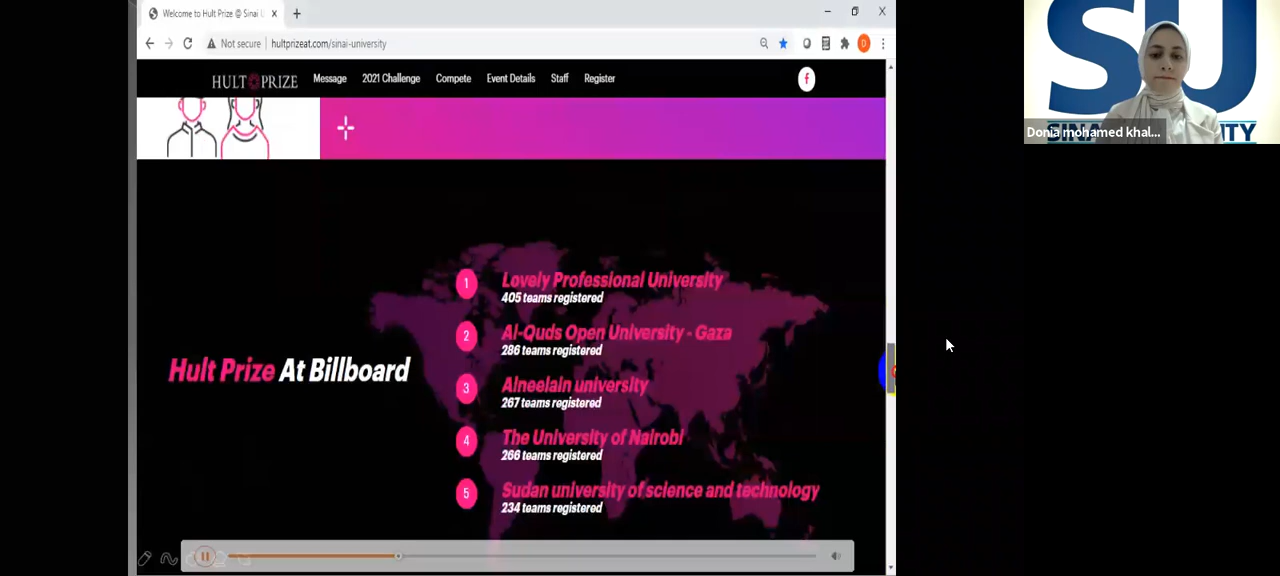 Welcome to Hult Prize @ Sinai U
Not secure | hultprizeat.com/sinai-university
D
HULT PRIZE
Message
2021 Challenge
Compete
Event Details
Staff
Register
f
Hult Prize At Billboard
1
Lovely Professional University
405 teams registered
2
Al-Quds Open University - Gaza
286 teams registered
3
Alneelain university
267 teams registered
4
The University of Nairobi
266 teams registered
5
Sudan university of science and technology
234 teams registered
SU
Donia mohamed khal...